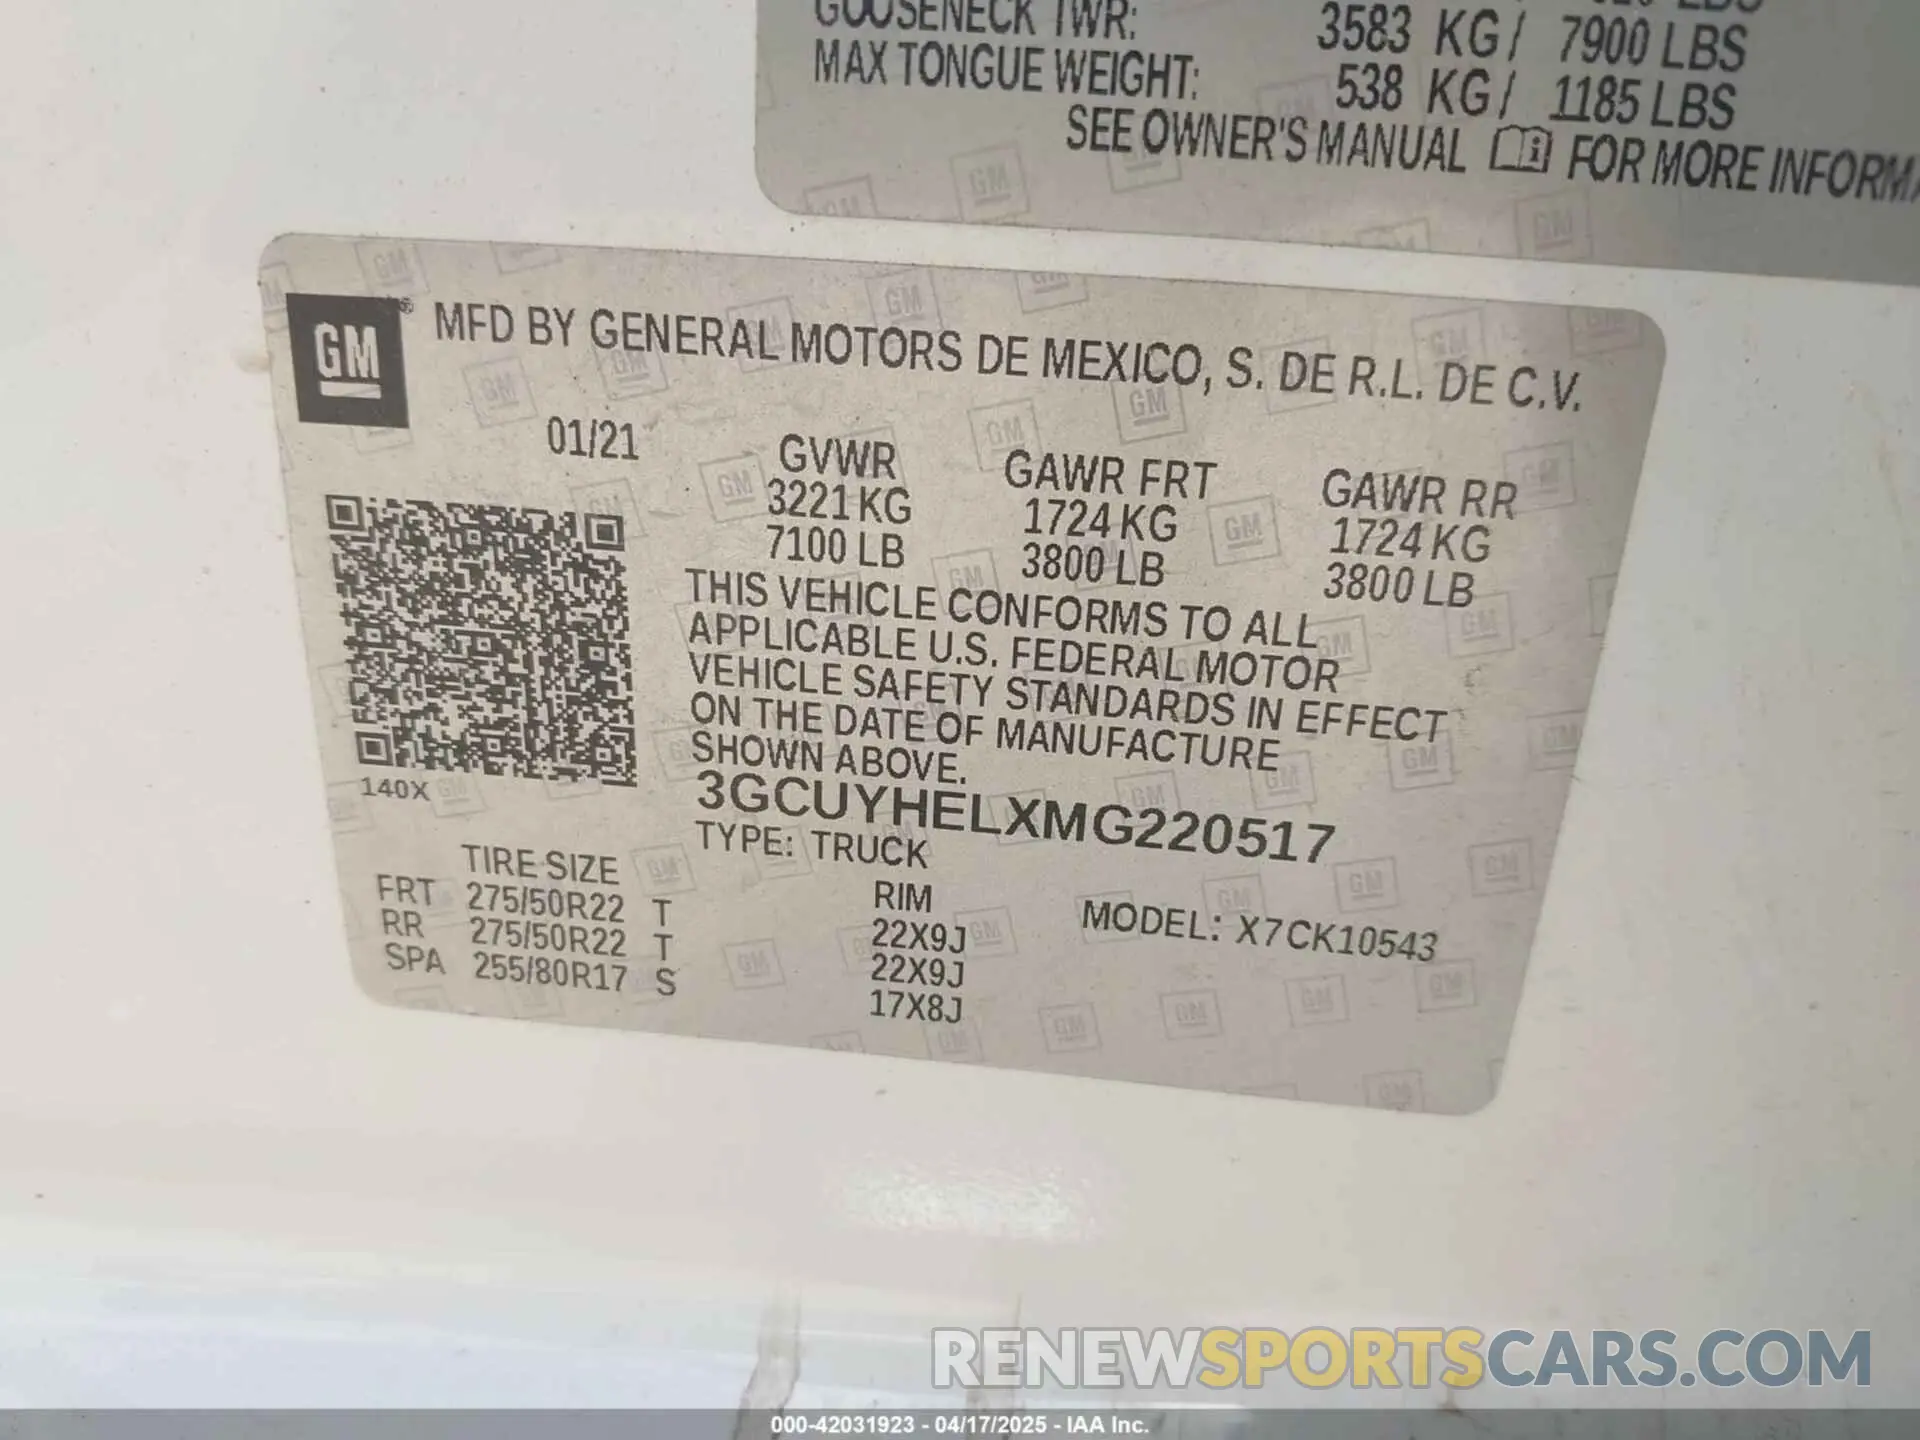 GOOSENECK TWR: 3583 KG/ 7900 LBS
MAX TONGUE WEIGHT: 538 KG/ 1185 LBS
SEE OWNER'S MANUAL FOR MORE
GM ® MFD BY GENERAL MOTORS DE MEXICO, S. DE R.L. DE C.V.
01/21 GVWR GAWR FRT GAWR RR
3221 KG 1724 KG 1724 KG
7100 LB 3800 LB 3800 LB
THIS VEHICLE CONFORMS TO ALL
APPLICABLE U.S. FEDERAL MOTOR
VEHICLE SAFETY STANDARDS IN EFFECT
ON THE DATE OF MANUFACTURE
SHOWN ABOVE.
140X
3GCUYHELXMG220517
TYPE: TRUCK
TIRE SIZE RIM MODEL: X7CK10543
FRT 275/50R22 T 22X9J
RR 275/50R22 T 22X9J
SPA 255/80R17 S 17X8J
RENEWSPORTSCARS.COM
000-42031923 - 04/17/2025 - IAA Inc.